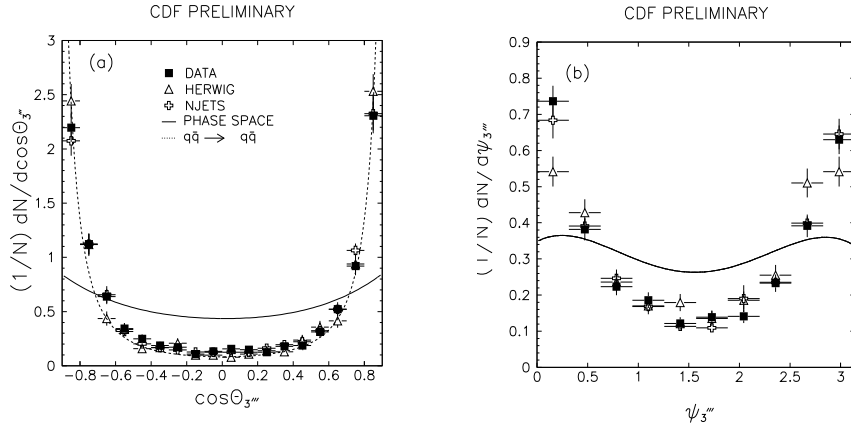 CDF PRELIMINARY
(a)
DATA
HERWIG
NJETS
PHASE SPACE
qq̄ → qq̄
(1/N) dN/dcosθ3'''
3
2.5
2
1.5
1
0.5
0
−0.8 −0.6 −0.4 −0.2 0 0.2 0.4 0.6 0.8
cosθ3'''
CDF PRELIMINARY
(b)
(1/N) dN/dψ3'''
0.9
0.8
0.7
0.6
0.5
0.4
0.3
0.2
0.1
0
0 0.5 1 1.5 2 2.5 3
ψ3'''